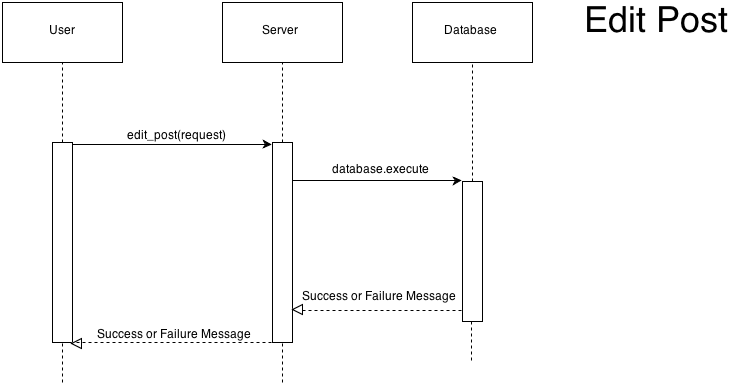 User
Server
Database
Edit Post
edit_post(request)
database.execute
Success or Failure Message
Success or Failure Message